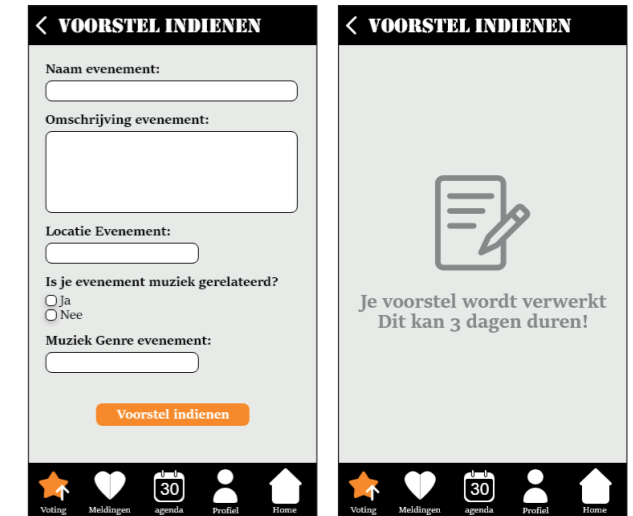 VOORSTEL INDIENEN
Naam evenement:
Omschrijving evenement:
Locatie Evenement:
Is je evenement muziek gerelateerd?
Ja
Nee
Muziek Genre evenement:
Voorstel indienen
30
Voting Meldingen agenda Profiel Home
VOORSTEL INDIENEN
Je voorstel wordt verwerkt
Dit kan 3 dagen duren!
30
Voting Meldingen agenda Profiel Home